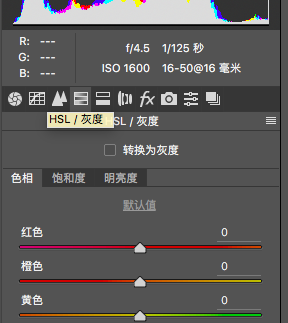 R: ---
G: ---
B: ---
f/4.5 1/125 秒
ISO 1600 16-50@16 毫米
fx
HSL / 灰度
HSL / 灰度
转换为灰度
色相 饱和度 明亮度
默认值
红色 0
橙色 0
黄色 0